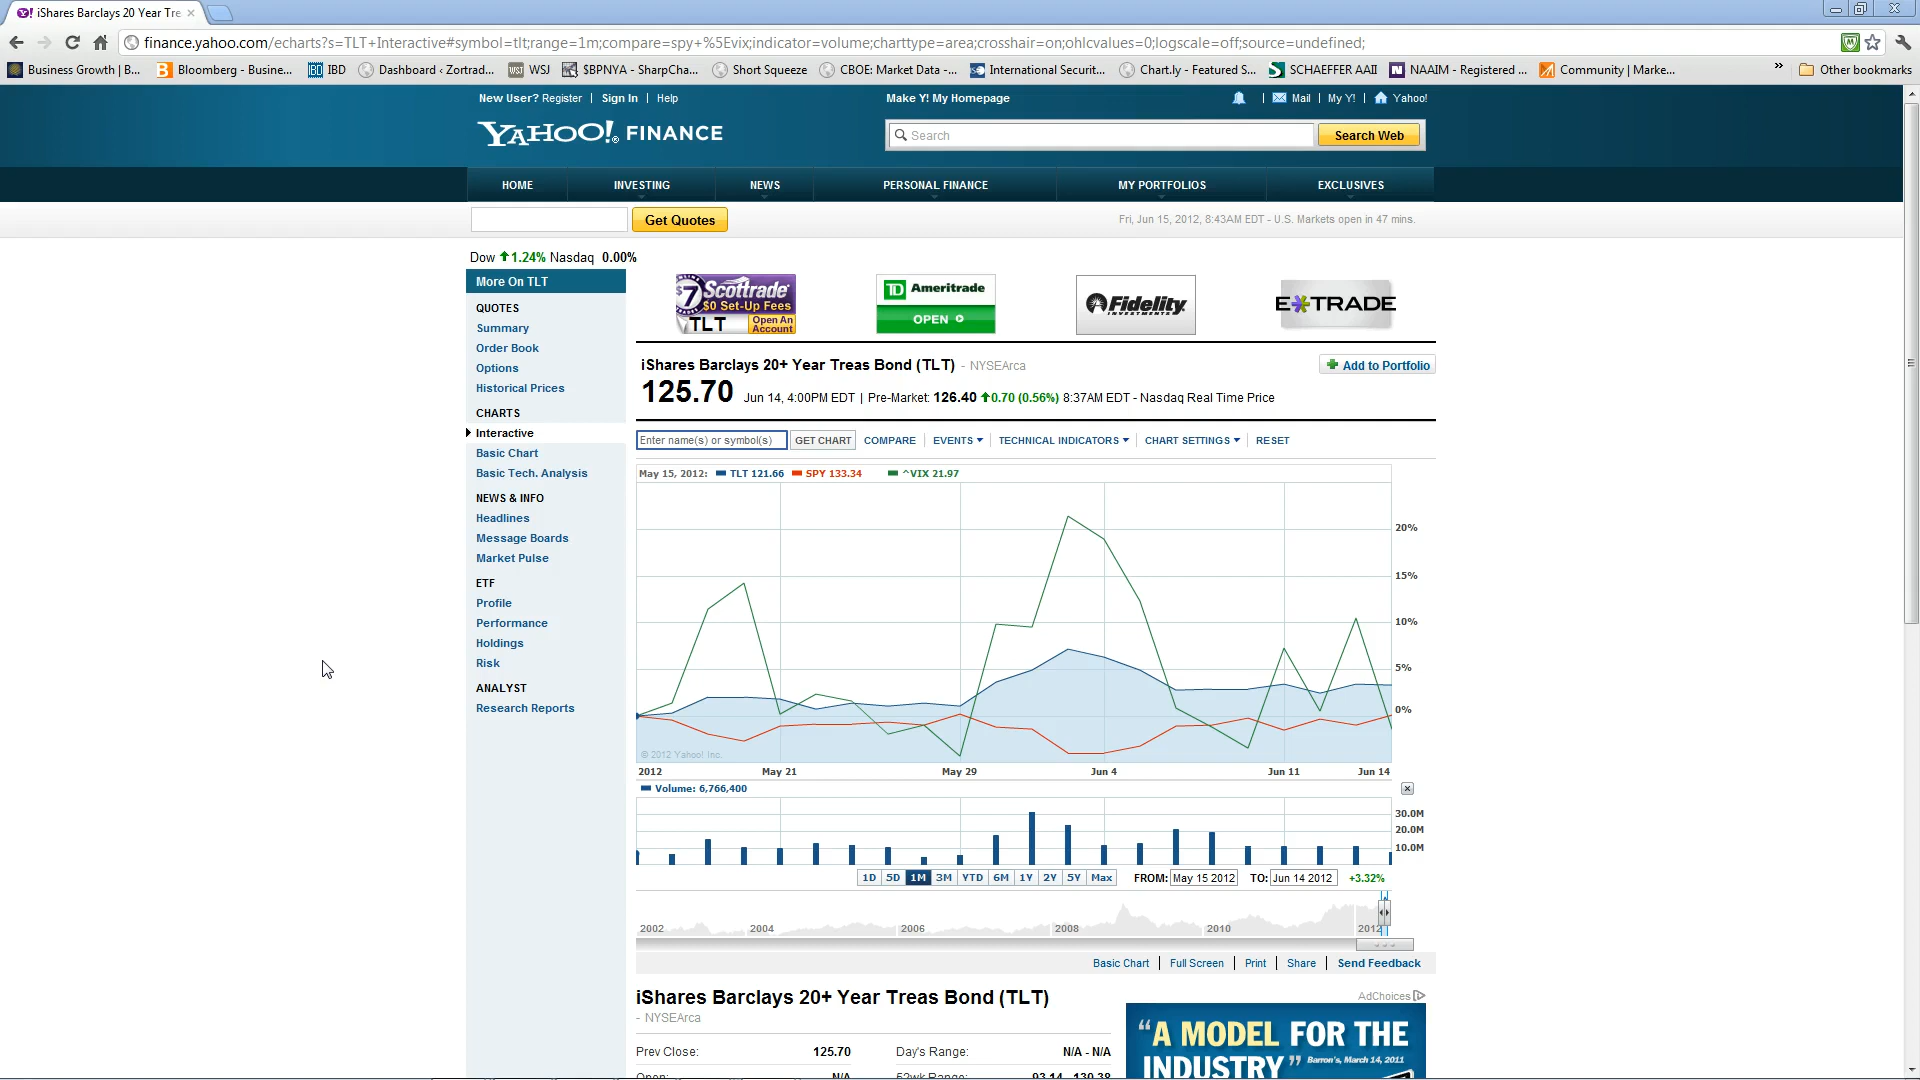 iShares Barclays 20 Year Tre
finance.yahoo.com/echarts?s=TLT+Interactive#symbol=tlt;range=1m;compare=spy+%5Evix;indicator=volume;charttype=area;crosshair=on;ohlcvalues=0;logscale=off;source=undefined;
Business Growth | B... Bloomberg - Busine... IBD IBD Dashboard ‹ Zortrad... WSJ WSJ $BPNYA - SharpCha... Short Squeeze CBOE: Market Data -... International Securit... Chart.ly - Featured S... SCHAEFFER AAII NAAIM - Registered ... Community | Marke... » Other bookmarks
New User? Register | Sign In | Help Make Y! My Homepage | Mail | My Y! | Yahoo!
YAHOO! FINANCE Search Search Web
HOME INVESTING NEWS PERSONAL FINANCE MY PORTFOLIOS EXCLUSIVES
Get Quotes Fri, Jun 15, 2012, 8:43AM EDT - U.S. Markets open in 47 mins.
Dow 1.24% Nasdaq 0.00%
More On TLT
QUOTES
Summary
Order Book
Options
Historical Prices
CHARTS
Interactive
Basic Chart
Basic Tech. Analysis
NEWS & INFO
Headlines
Message Boards
Market Pulse
ETF
Profile
Performance
Holdings
Risk
ANALYST
Research Reports
$7 Scottrade
$0 Set-Up Fees
TLT Open An Account
TD Ameritrade
OPEN
Fidelity
INVESTMENTS
E*TRADE
iShares Barclays 20+ Year Treas Bond (TLT) - NYSEArca Add to Portfolio
125.70 Jun 14, 4:00PM EDT | Pre-Market: 126.40 0.70 (0.56%) 8:37AM EDT - Nasdaq Real Time Price
Enter name(s) or symbol(s) GET CHART COMPARE EVENTS TECHNICAL INDICATORS CHART SETTINGS RESET
May 15, 2012: TLT 121.66 SPY 133.34 ^VIX 21.97
20%
15%
10%
5%
0%
© 2012 Yahoo! Inc.
2012 May 21 May 29 Jun 4 Jun 11 Jun 14
Volume: 6,766,400
30.0M
20.0M
10.0M
1D 5D 1M 3M YTD 6M 1Y 2Y 5Y Max FROM: May 15 2012 TO: Jun 14 2012 +3.32%
2002 2004 2006 2008 2010 2012
Basic Chart | Full Screen | Print | Share | Send Feedback
iShares Barclays 20+ Year Treas Bond (TLT)
- NYSEArca
Prev Close: 125.70 Day's Range: N/A - N/A
Open: N/A 52wk Range: 93.14 - 130.38
AdChoices
“A MODEL FOR THE
INDUSTRY” Barron's, March 14, 2011